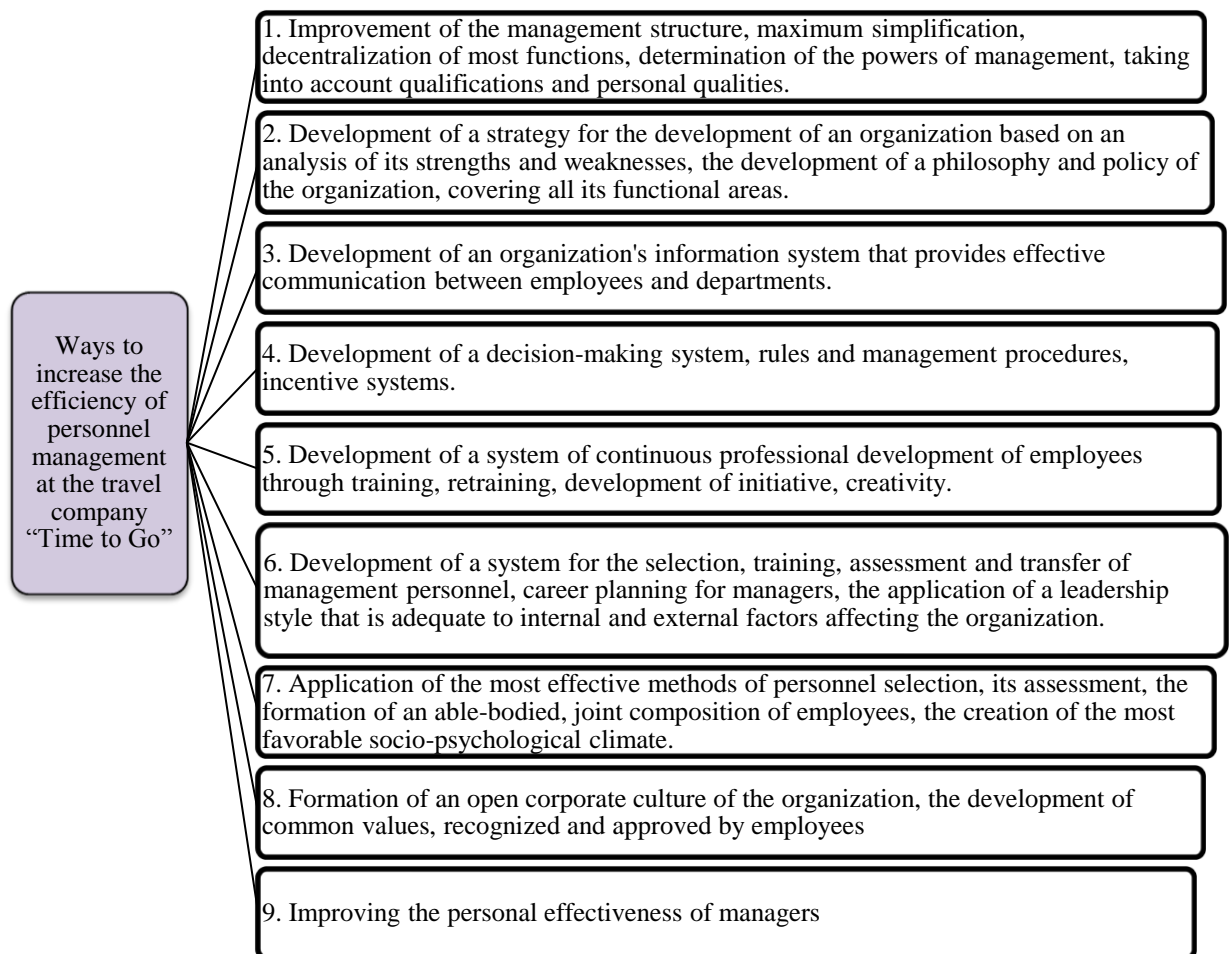 Ways to
increase the
efficiency of
personnel
management
at the travel
company
“Time to Go”
1. Improvement of the management structure, maximum simplification,
decentralization of most functions, determination of the powers of management, taking
into account qualifications and personal qualities.
2. Development of a strategy for the development of an organization based on an
analysis of its strengths and weaknesses, the development of a philosophy and policy of
the organization, covering all its functional areas.
3. Development of an organization's information system that provides effective
communication between employees and departments.
4. Development of a decision-making system, rules and management procedures,
incentive systems.
5. Development of a system of continuous professional development of employees
through training, retraining, development of initiative, creativity.
6. Development of a system for the selection, training, assessment and transfer of
management personnel, career planning for managers, the application of a leadership
style that is adequate to internal and external factors affecting the organization.
7. Application of the most effective methods of personnel selection, its assessment, the
formation of an able-bodied, joint composition of employees, the creation of the most
favorable socio-psychological climate.
8. Formation of an open corporate culture of the organization, the development of
common values, recognized and approved by employees
9. Improving the personal effectiveness of managers